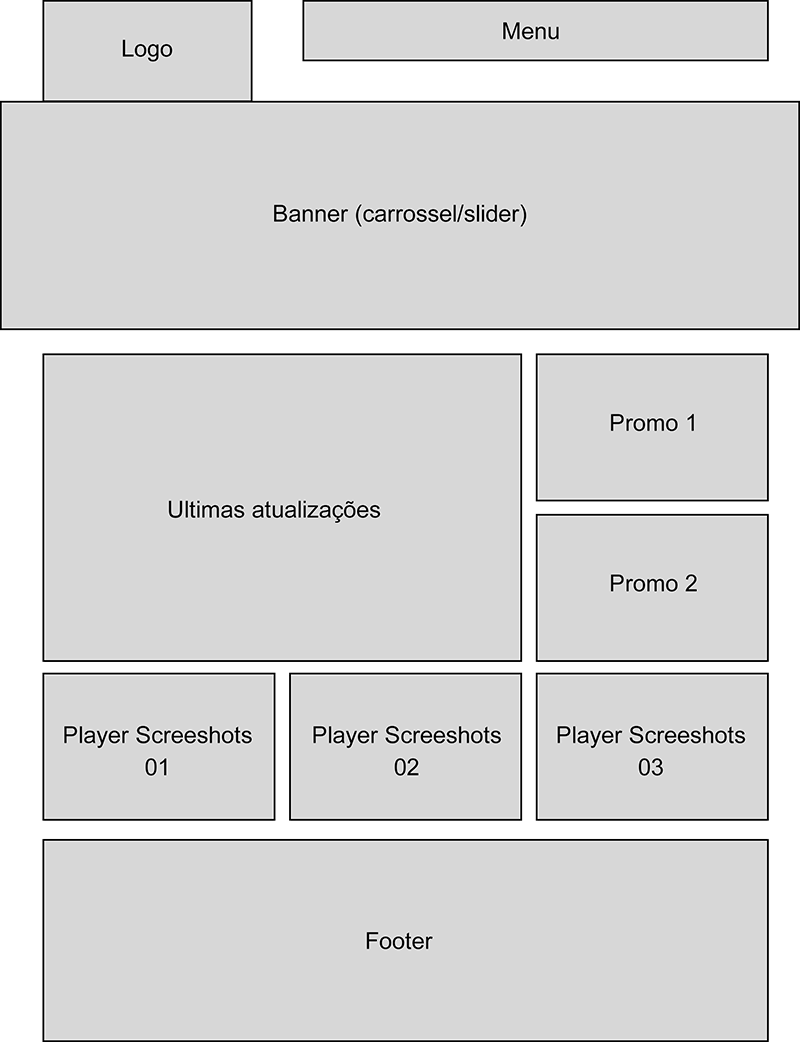 Logo
Menu
Banner (carrossel/slider)
Ultimas atualizações
Promo 1
Promo 2
Player Screeshots
01
Player Screeshots
02
Player Screeshots
03
Footer